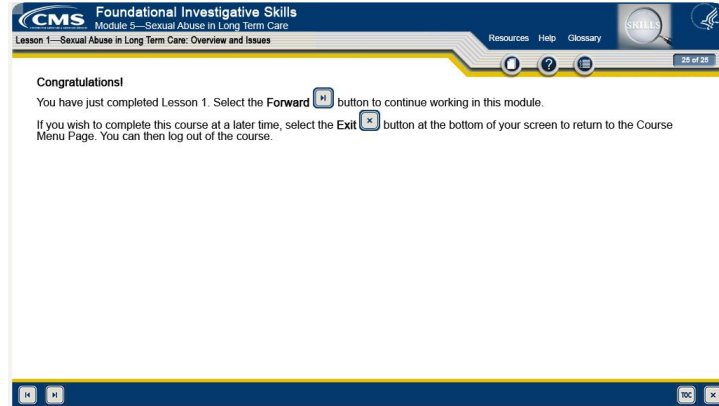 CMS
Foundational Investigative Skills
Module 5—Sexual Abuse in Long Term Care
SKILLS
Lesson 1—Sexual Abuse in Long Term Care: Overview and Issues
Resources Help Glossary
?
25 of 25
Congratulations!
You have just completed Lesson 1. Select the Forward button to continue working in this module.
If you wish to complete this course at a later time, select the Exit button at the bottom of your screen to return to the Course
Menu Page. You can then log out of the course.
TOC